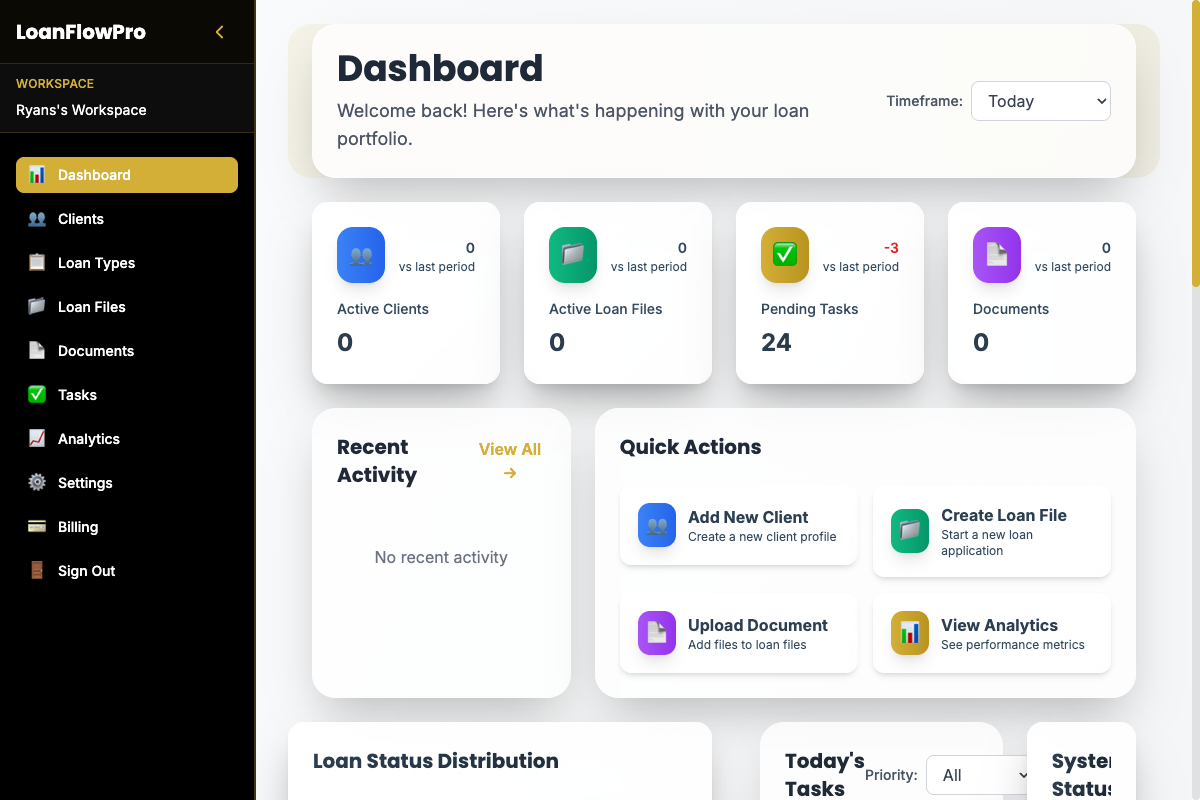 LoanFlowPro
WORKSPACE
Ryans's Workspace
Dashboard
Clients
Loan Types
Loan Files
Documents
Tasks
Analytics
Settings
Billing
Sign Out
Dashboard
Welcome back! Here's what's happening with your loan
portfolio.
Timeframe:
Today
0
vs last period
Active Clients
0
0
vs last period
Active Loan Files
0
-3
vs last period
Pending Tasks
24
0
vs last period
Documents
0
Recent
Activity
View All
→
No recent activity
Quick Actions
Add New Client
Create a new client profile
Create Loan File
Start a new loan
application
Upload Document
Add files to loan files
View Analytics
See performance metrics
Loan Status Distribution
Today's
Tasks
Priority:
All